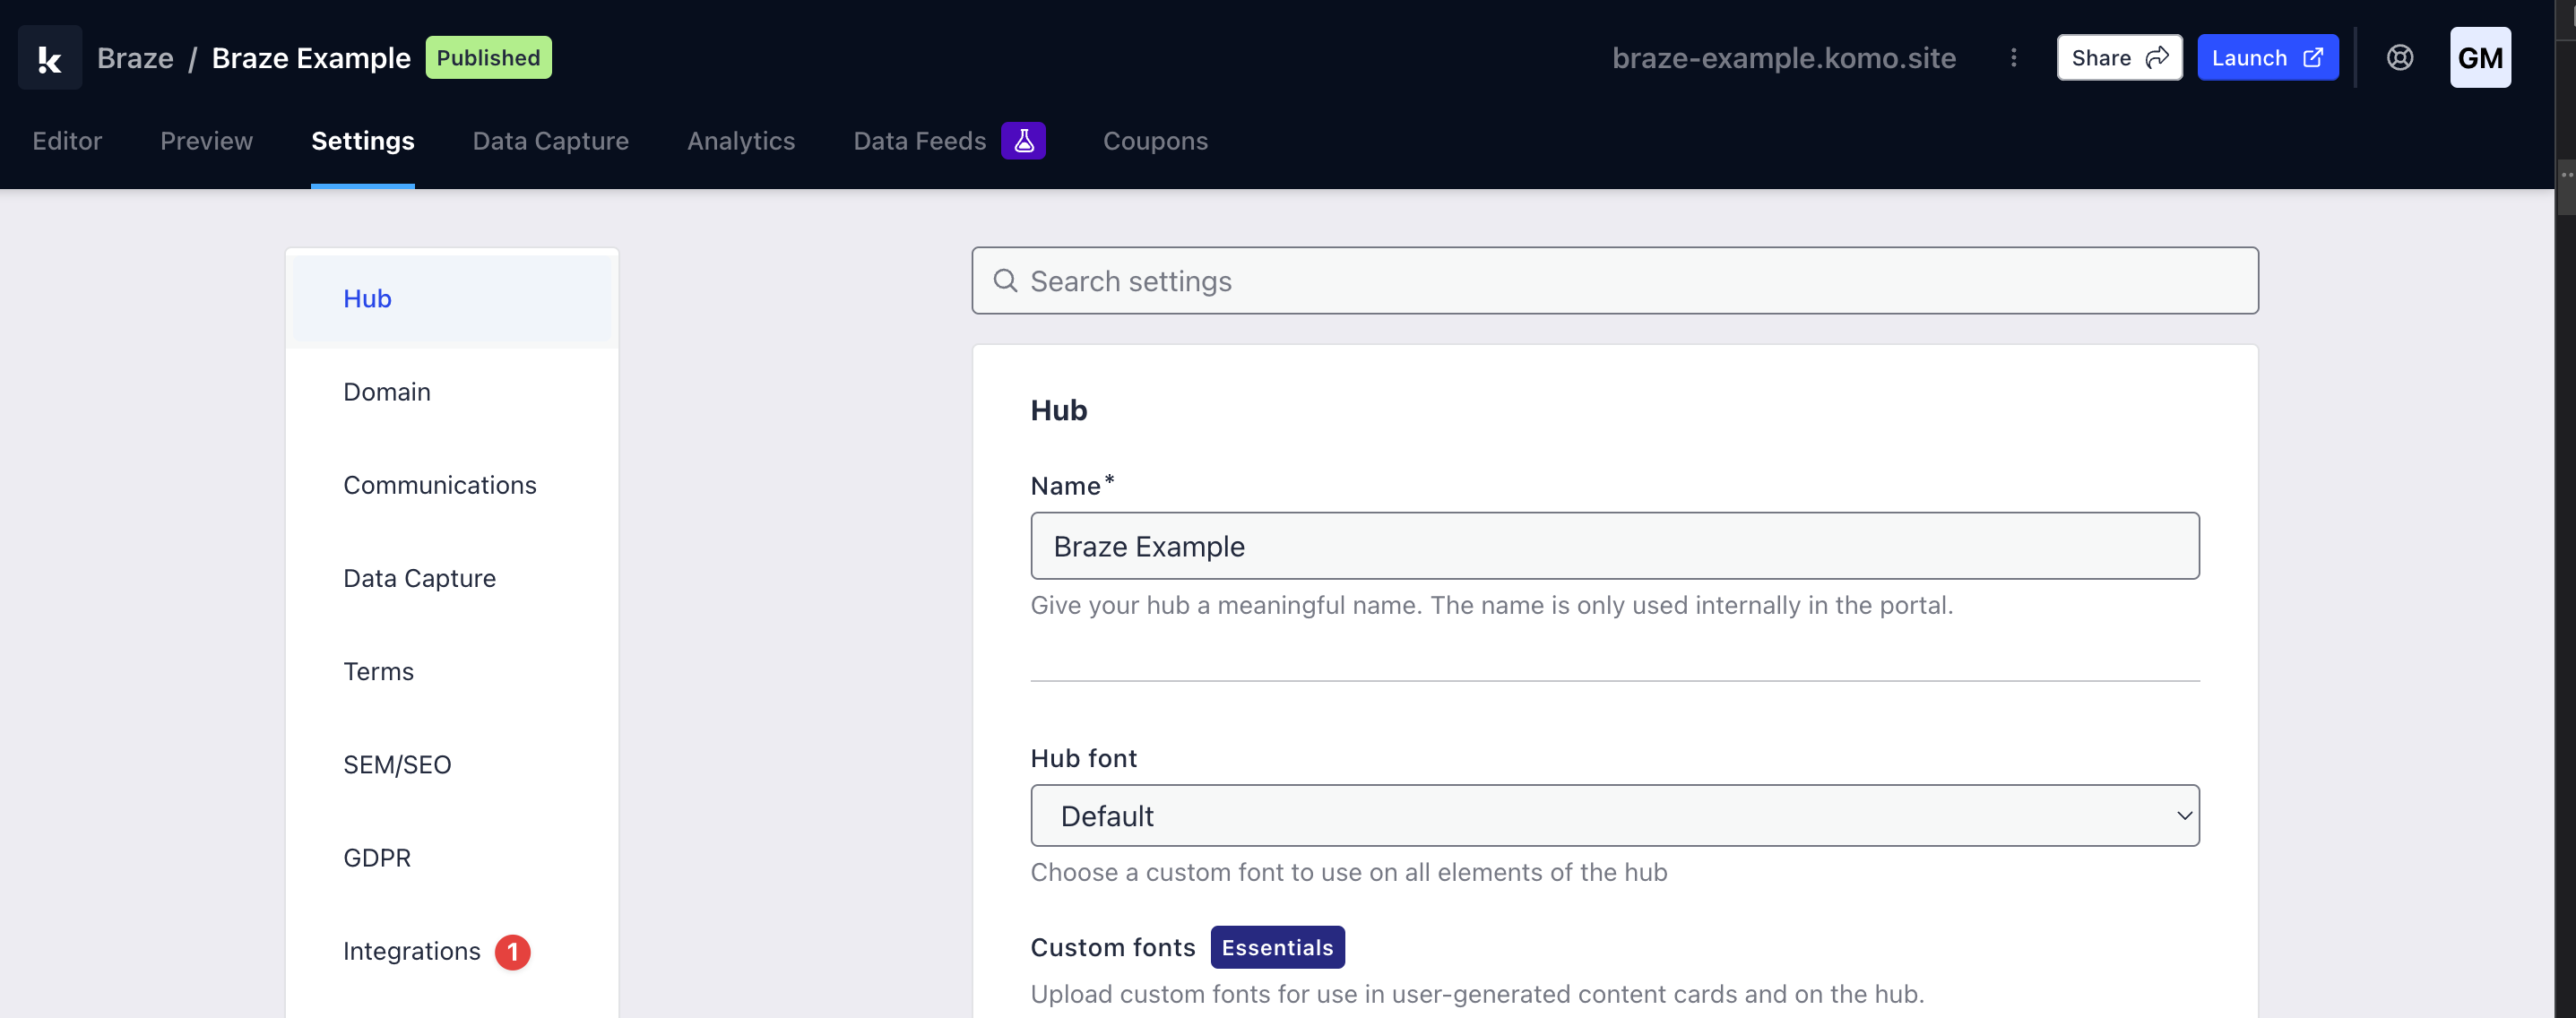 Braze / Braze Example Published
braze-example.komo.site
Share
Launch
GM
Editor
Preview
Settings
Data Capture
Analytics
Data Feeds
Coupons
Hub
Domain
Communications
Data Capture
Terms
SEM/SEO
GDPR
Integrations 1
Search settings
Hub
Name*
Braze Example
Give your hub a meaningful name. The name is only used internally in the portal.
Hub font
Default
Choose a custom font to use on all elements of the hub
Custom fonts Essentials
Upload custom fonts for use in user-generated content cards and on the hub.